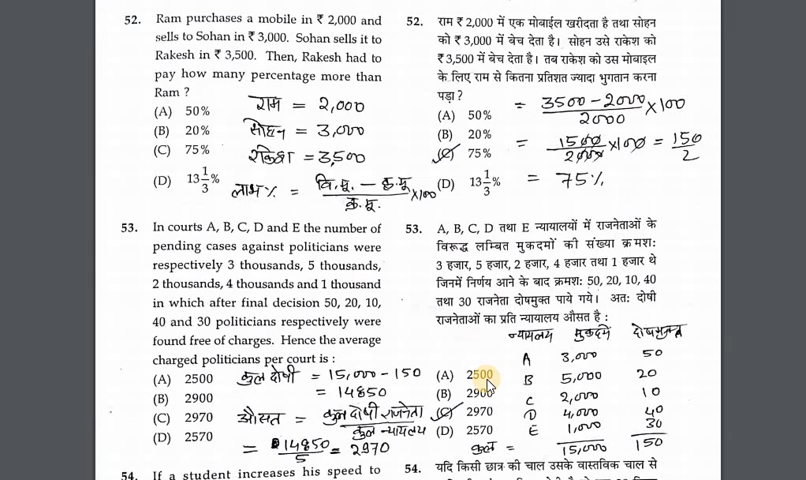 52. Ram purchases a mobile in ₹ 2,000 and
sells to Sohan in ₹ 3,000. Sohan sells it to
Rakesh in ₹ 3,500. Then, Rakesh had to
pay how many percentage more than
Ram ?
(A) 50%
(B) 20%
(C) 75%
(D) 13 1/3 %
राम = 2,000
सोहन = 3,000
राकेश = 3,500
लाभ % = वि.मू. - क्र.मू. / क्र.मू. ×100
53. In courts A, B, C, D and E the number of
pending cases against politicians were
respectively 3 thousands, 5 thousands,
2 thousands, 4 thousands and 1 thousand
in which after final decision 50, 20, 10,
40 and 30 politicians respectively were
found free of charges. Hence the average
charged politicians per court is :
(A) 2500
(B) 2900
(C) 2970
(D) 2570
कुल दोषी = 15,000 - 150
= 14850
औसत = कुल दोषी राजनेता / कुल न्यायलय
= 14850 / 5 = 2970
54. If a student increases his speed to
52. राम ₹ 2,000 में एक मोबाईल खरीदता है तथा सोहन
को ₹ 3,000 में बेच देता है। सोहन उसे राकेश को
₹ 3,500 में बेच देता है। तब राकेश को उस मोबाइल
के लिए राम से कितना प्रतिशत ज्यादा भुगतान करना
पड़ा ?
(A) 50%
(B) 20%
(C) 75%
(D) 13 1/3 %
= 3500 - 2000 / 2000 ×100
= 1500 / 2000 ×100 = 150 / 2
= 75%
53. A, B, C, D तथा E न्यायालयों में राजनेताओं के
विरूद्ध लम्बित मुकदमों की संख्या क्रमश:
3 हजार, 5 हजार, 2 हजार, 4 हजार तथा 1 हजार थे
जिनमें निर्णय आने के बाद क्रमश: 50, 20, 10, 40
तथा 30 राजनेता दोषमुक्त पाये गये। अत: दोषी
राजनेताओं का प्रति न्यायालय औसत है :
(A) 2500
(B) 2900
(C) 2970
(D) 2570
न्यायलय मुकदमें दोषमुक्त
A 3,000 50
B 5,000 20
C 2,000 10
D 4,000 40
E 1,000 30
कुल = 15,000 150
54. यदि किसी छात्र की चाल उसके वास्तविक चाल से